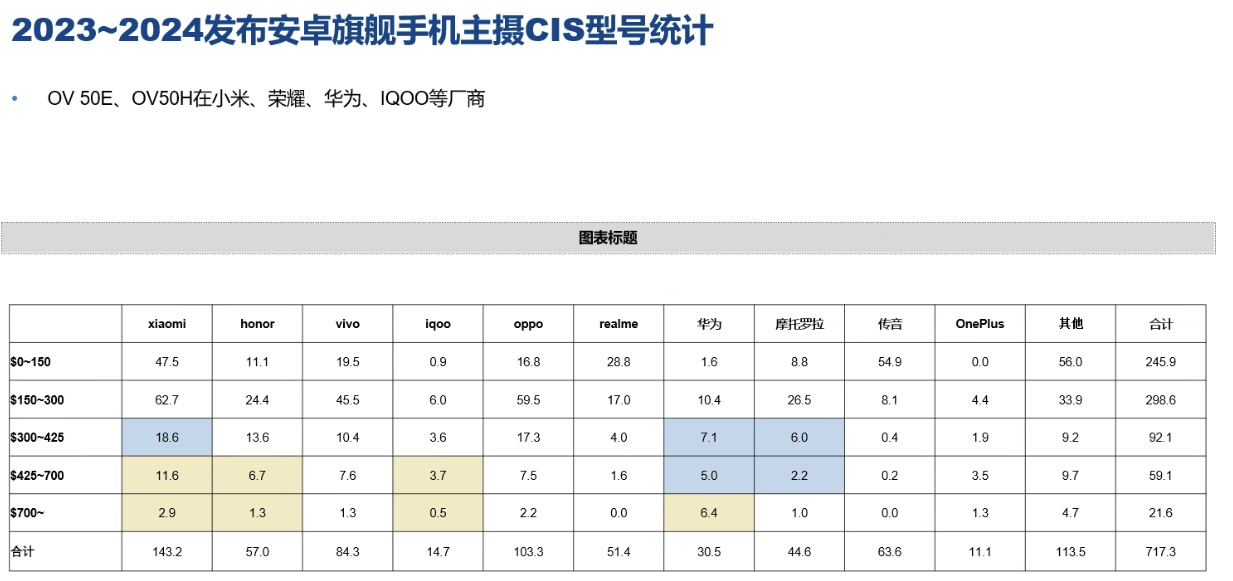 2023~2024发布安卓旗舰手机主摄CIS型号统计
• OV 50E、OV50H在小米、荣耀、华为、IQOO等厂商
图表标题
xiaomi honor vivo iqoo oppo realme 华为 摩托罗拉 传音 OnePlus 其他 合计
$0~150 47.5 11.1 19.5 0.9 16.8 28.8 1.6 8.8 54.9 0.0 56.0 245.9
$150~300 62.7 24.4 45.5 6.0 59.5 17.0 10.4 26.5 8.1 4.4 33.9 298.6
$300~425 18.6 13.6 10.4 3.6 17.3 4.0 7.1 6.0 0.4 1.9 9.2 92.1
$425~700 11.6 6.7 7.6 3.7 7.5 1.6 5.0 2.2 0.2 3.5 9.7 59.1
$700~ 2.9 1.3 1.3 0.5 2.2 0.0 6.4 1.0 0.0 1.3 4.7 21.6
合计 143.2 57.0 84.3 14.7 103.3 51.4 30.5 44.6 63.6 11.1 113.5 717.3